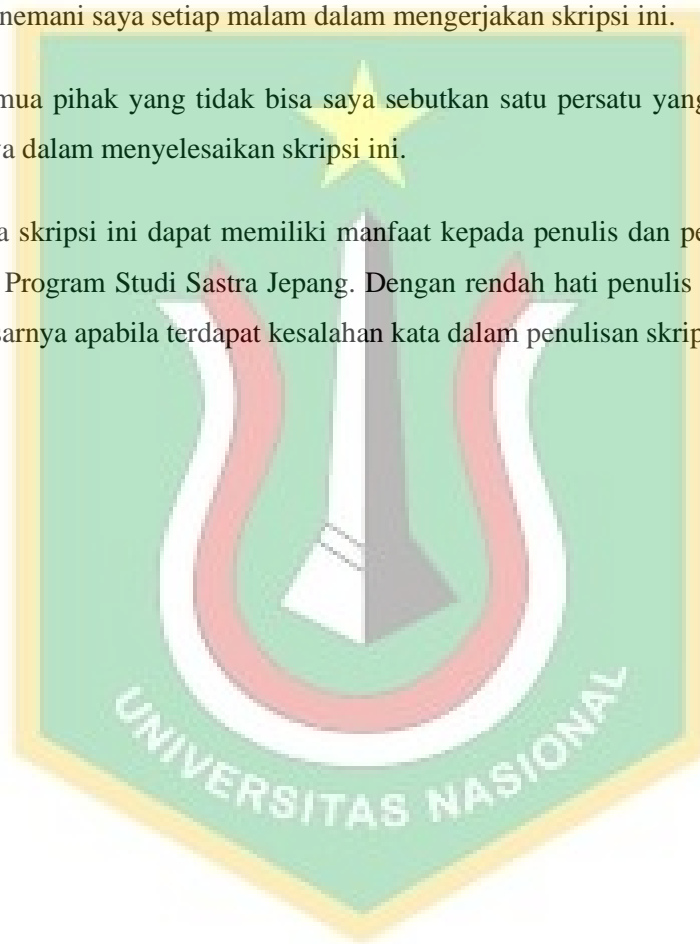 nemani saya setiap malam dalam mengerjakan skripsi ini.
mua pihak yang tidak bisa saya sebutkan satu persatu yang
a dalam menyelesaikan skripsi ini.
a skripsi ini dapat memiliki manfaat kepada penulis dan pe
Program Studi Sastra Jepang. Dengan rendah hati penulis
sarnya apabila terdapat kesalahan kata dalam penulisan skrip
UNIVERSITAS NASIONAL